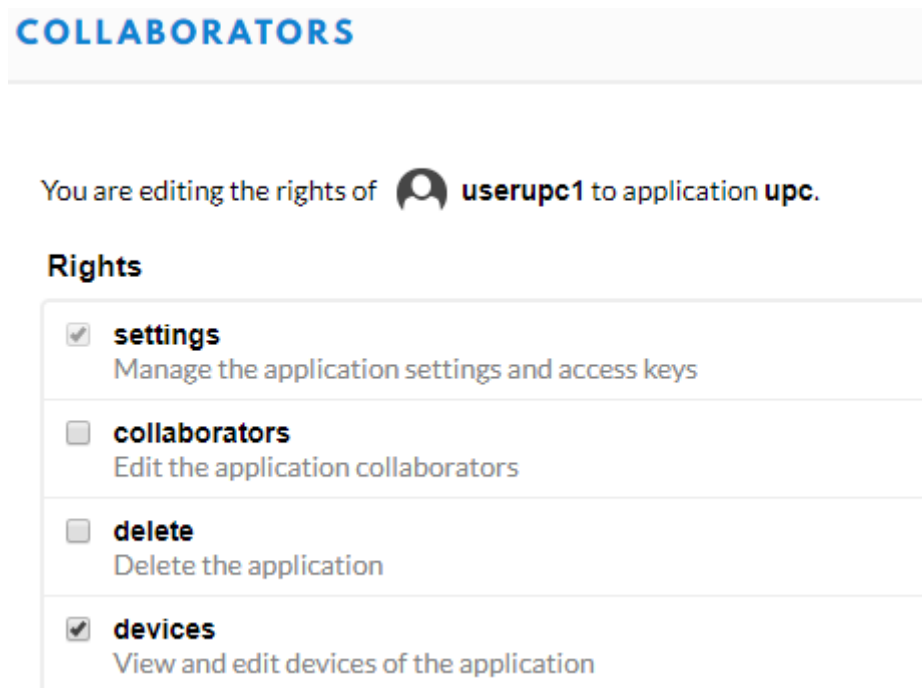 COLLABORATORS
You are editing the rights of userupc1 to application upc.
Rights
settings
Manage the application settings and access keys
collaborators
Edit the application collaborators
delete
Delete the application
devices
View and edit devices of the application